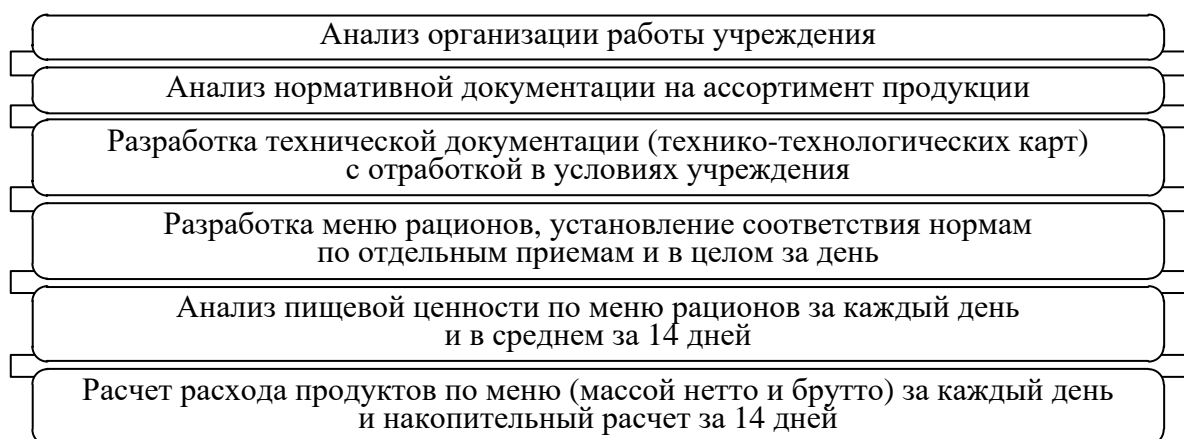 Анализ организации работы учреждения
Анализ нормативной документации на ассортимент продукции
Разработка технической документации (технико-технологических карт)
с отработкой в условиях учреждения
Разработка меню рационов, установление соответствия нормам
по отдельным приемам и в целом за день
Анализ пищевой ценности по меню рационов за каждый день
и в среднем за 14 дней
Расчет расхода продуктов по меню (массой нетто и брутто) за каждый день
и накопительный расчет за 14 дней